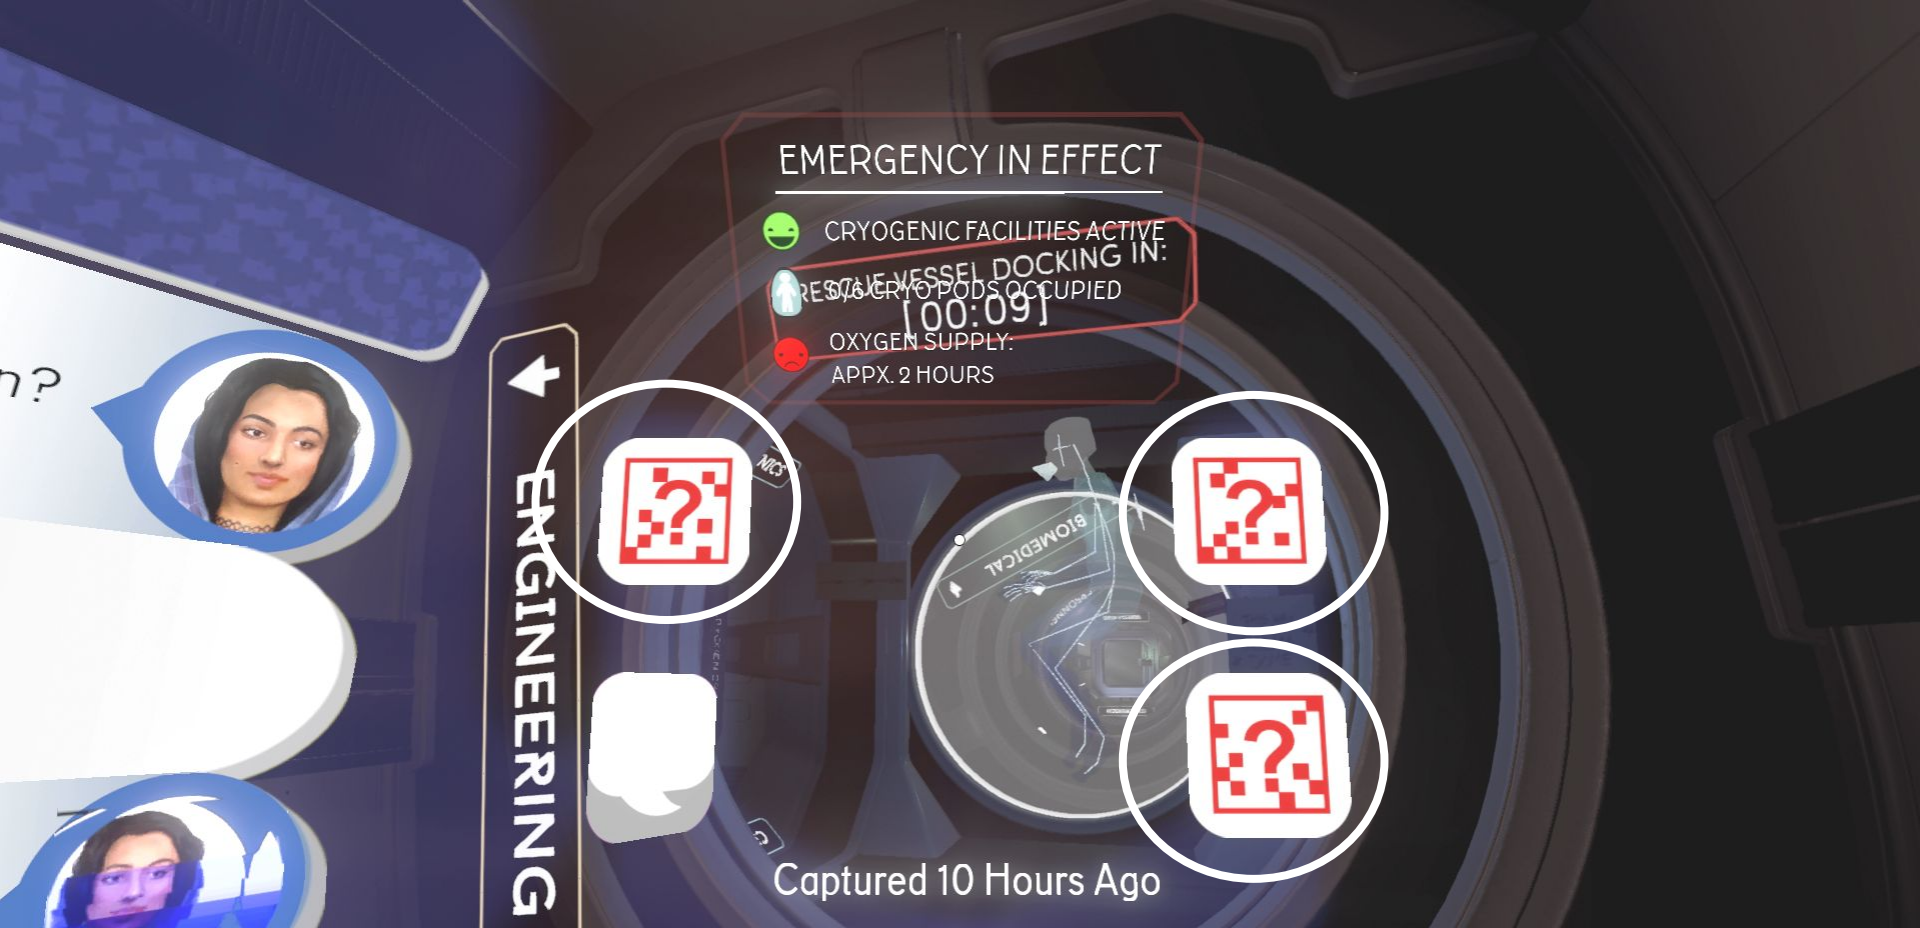 EMERGENCY IN EFFECT
CRYOGENIC FACILITIES ACTIVE
RESCUE VESSEL DOCKING IN:
0/6 CRYO PODS OCCUPIED
[00:09]
OXYGEN SUPPLY:
APPX. 2 HOURS
n?
ENGINEERING
NICS
BIOMEDICAL
?
?
?
Captured 10 Hours Ago